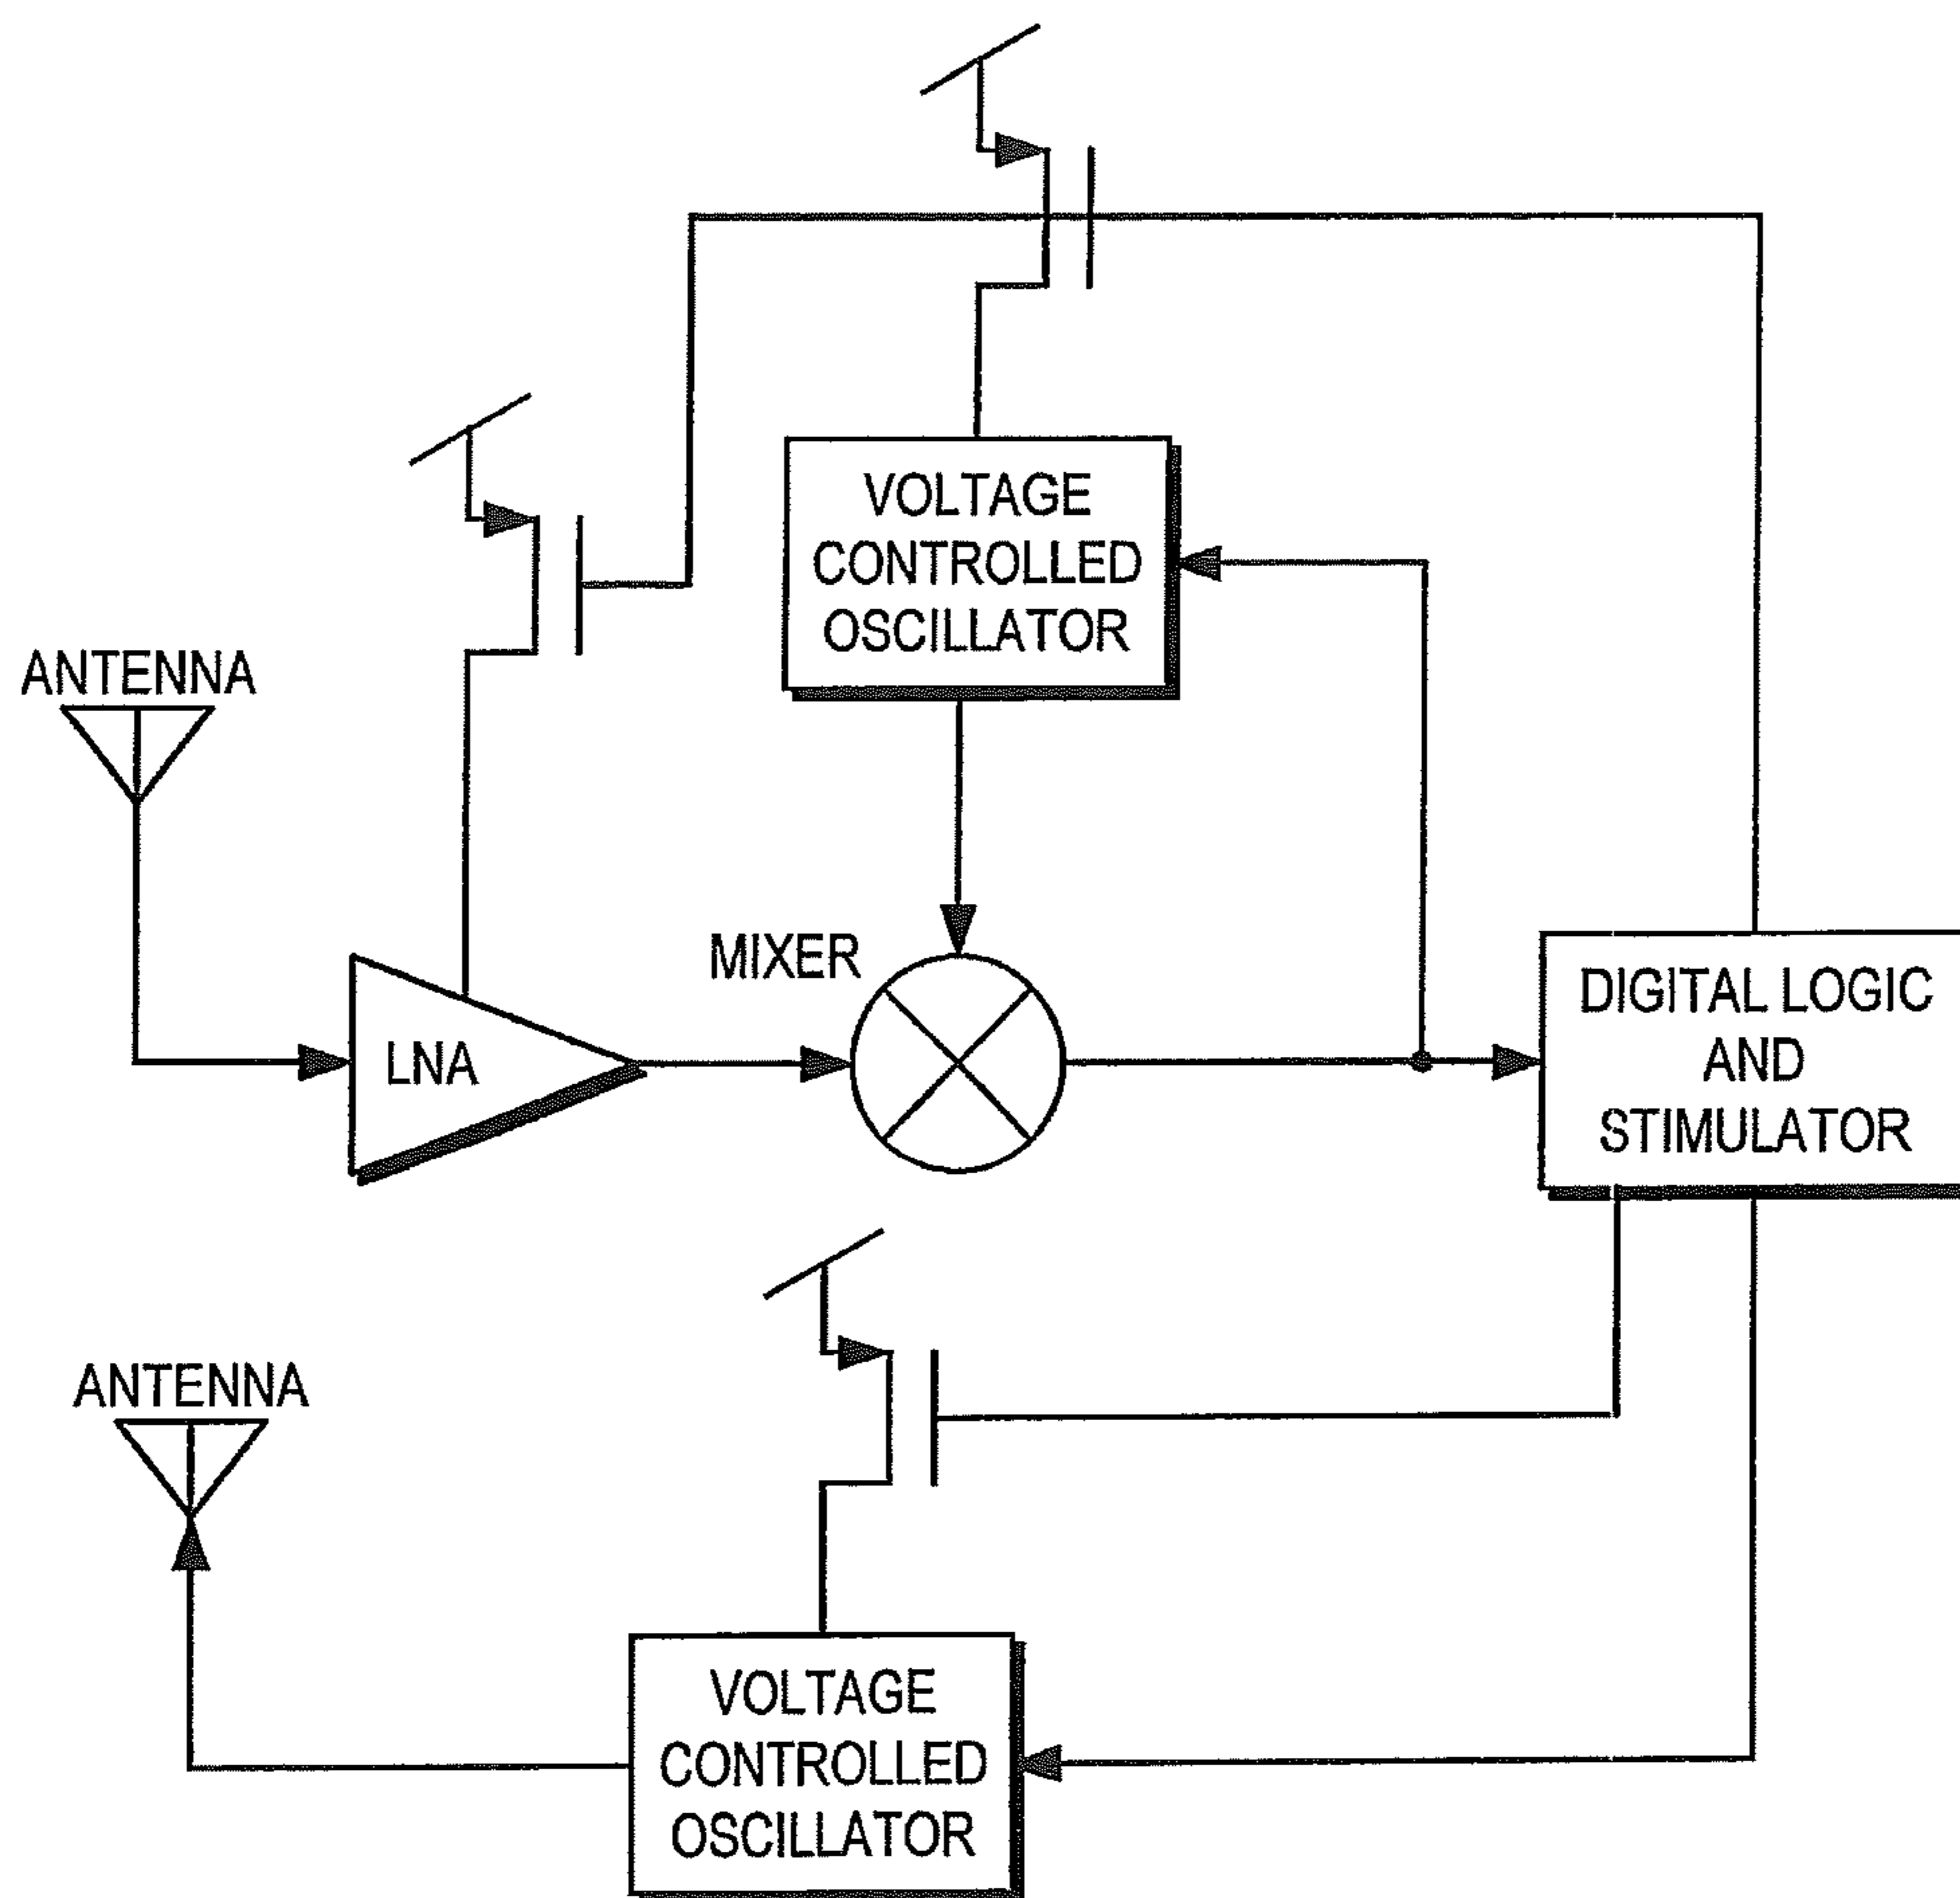 VOLTAGE
CONTROLLED
OSCILLATOR
ANTENNA
MIXER
LNA
DIGITAL LOGIC
AND
STIMULATOR
ANTENNA
VOLTAGE
CONTROLLED
OSCILLATOR